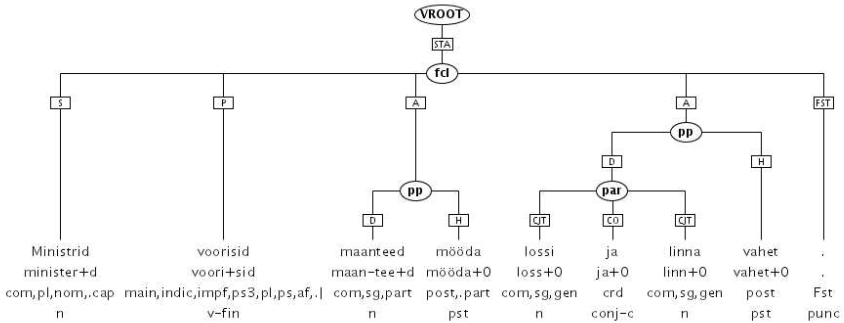 VROOT
STA
fcl
S P A A FST
pp
D H
pp par
D H CJT CO CJT
Ministrid voorisid maanteed mööda lossi ja linna vahet .
minister+d voori+sid maan-tee+d mööda+0 loss+0 ja+0 linn+0 vahet+0 .
com,pl,nom,.cap main,indic,impf,ps3,pl,ps,af,.| com,sg,part post,.part com,sg,gen crd com,sg,gen post Fst
n v-fin n pst n conj-c n pst punc